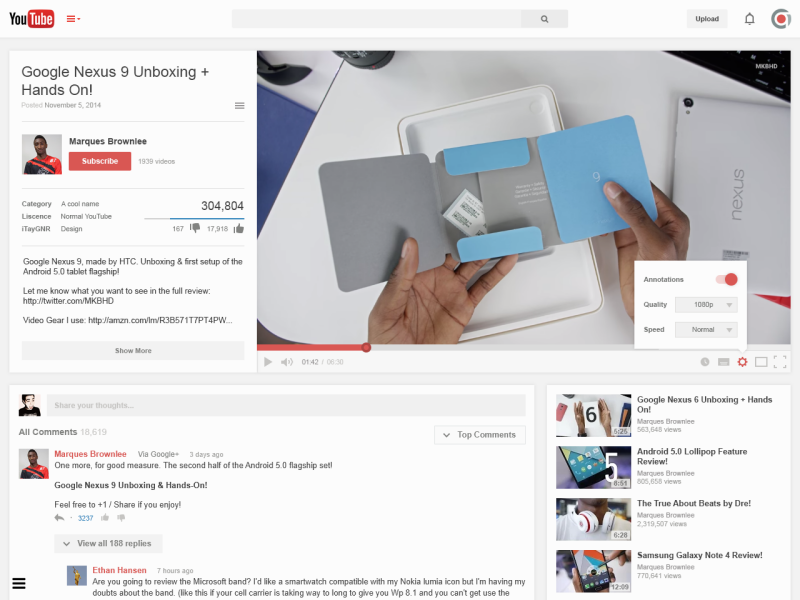 YouTube
Upload
Google Nexus 9 Unboxing +
Hands On!
Posted November 5, 2014
Marques Brownlee
Subscribe
1939 videos
Category A cool name
304,804
Liscence Normal YouTube
iTayGNR Design
167 17,918
Google Nexus 9, made by HTC. Unboxing & first setup of the
Android 5.0 tablet flagship!
Let me know what you want to see in the full review:
http://twitter.com/MKBHD
Video Gear I use: http://amzn.com/lm/R3B571T7PT4PW...
Show More
MKBHD
9
nexus
Annotations
Quality 1080p
Speed Normal
01:42 / 06:30
Share your thoughts...
All Comments 18,619
Top Comments
Marques Brownlee Via Google+ 3 days ago
One more, for good measure. The second half of the Android 5.0 flagship set!
Google Nexus 9 Unboxing & Hands-On!
Feel free to +1 / Share if you enjoy!
3237
View all 188 replies
Ethan Hansen 7 hours ago
Are you going to review the Microsoft band? I'd like a smartwatch compatible with my Nokia lumia icon but I'm having my
doubts about the band. (like this if your cell carrier is taking way to long to give you Wp 8.1 and you can't get use the
6
5:25
Google Nexus 6 Unboxing + Hands
On!
Marques Brownlee
563,648 views
5
8:51
Android 5.0 Lollipop Feature
Review!
Marques Brownlee
605,658 views
6:28
The True About Beats by Dre!
Marques Brownlee
2,319,507 views
12:09
Samsung Galaxy Note 4 Review!
Marques Brownlee
770,641 views